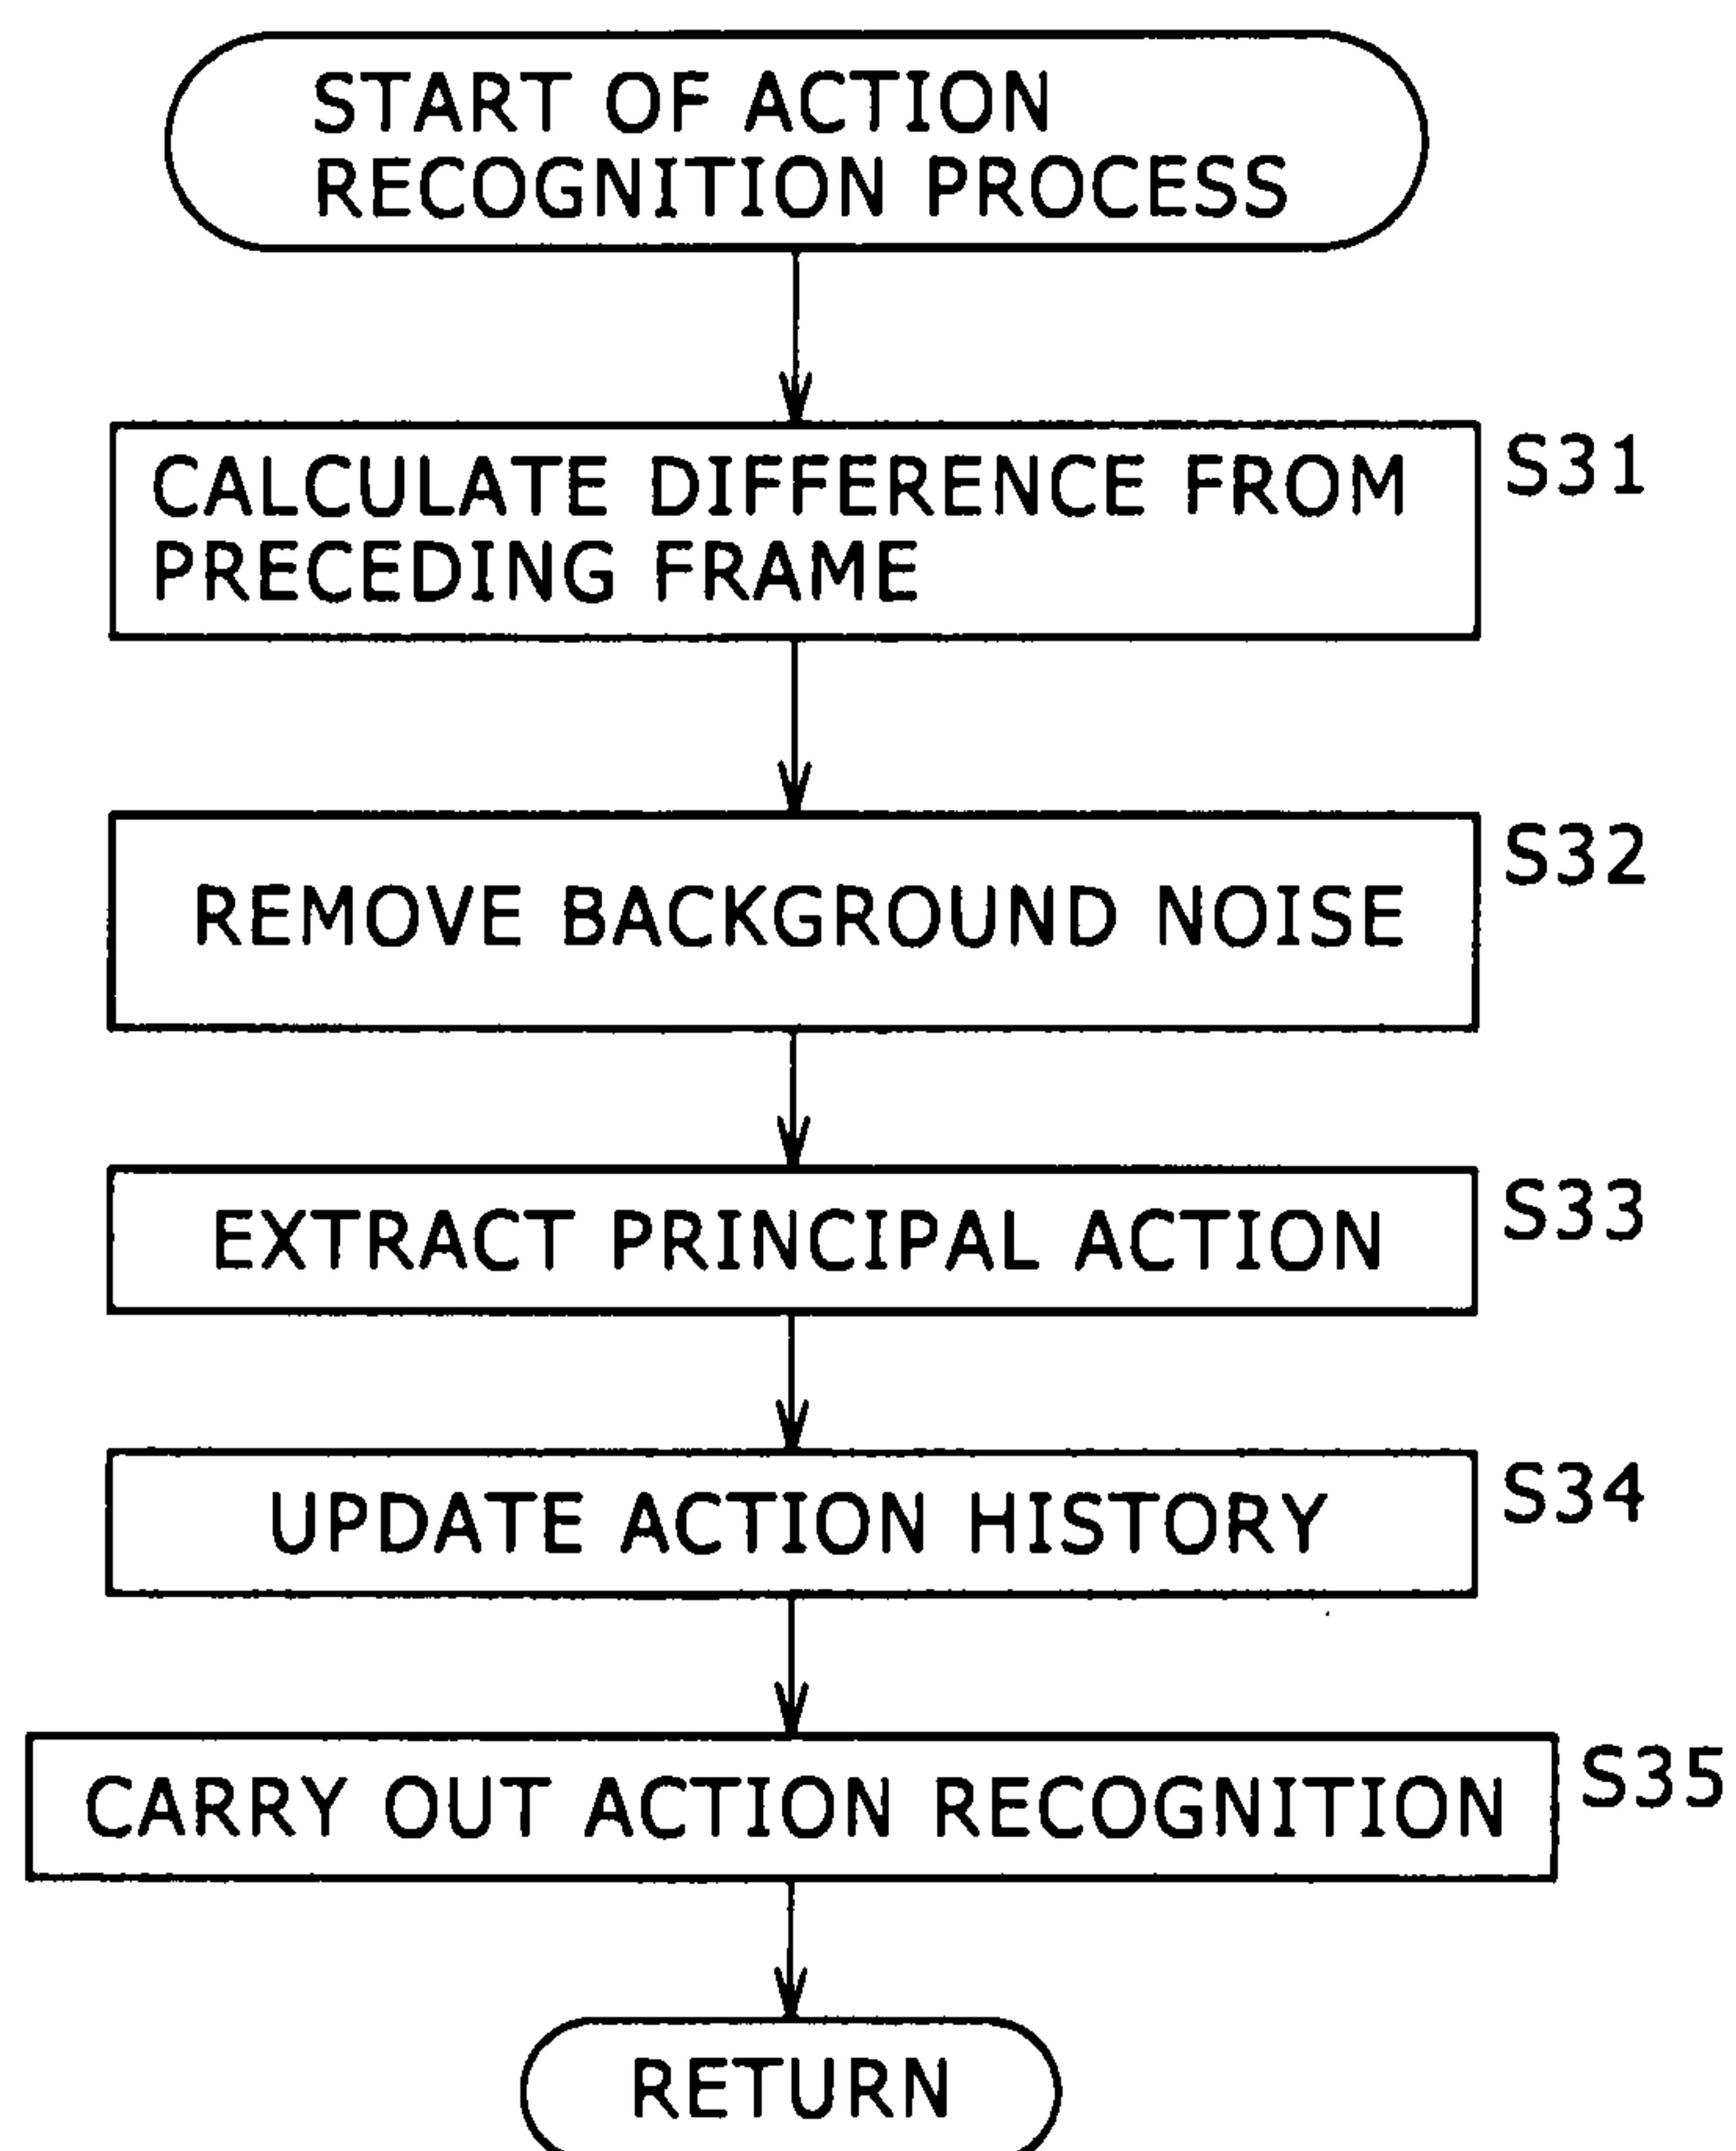 START OF ACTION
RECOGNITION PROCESS
CALCULATE DIFFERENCE FROM
PRECEDING FRAME
S31
REMOVE BACKGROUND NOISE
S32
EXTRACT PRINCIPAL ACTION
S33
UPDATE ACTION HISTORY
S34
CARRY OUT ACTION RECOGNITION
S35
RETURN